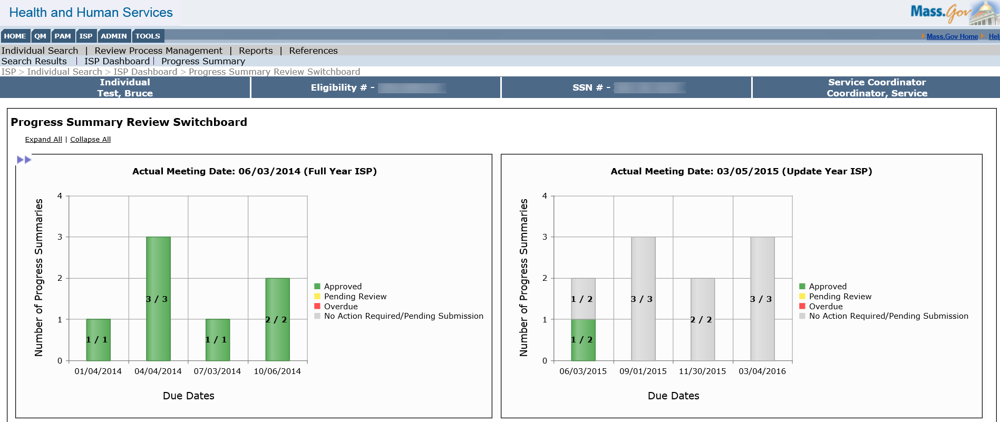 Health and Human Services
Mass.Gov
HOME QM PAM ISP ADMIN TOOLS
Mass.Gov Home Help
Individual Search | Review Process Management | Reports | References
Search Results | ISP Dashboard | Progress Summary
ISP > Individual Search > ISP Dashboard > Progress Summary Review Switchboard
Individual
Test, Bruce
Eligibility # -
SSN # -
Service Coordinator
Coordinator, Service
Progress Summary Review Switchboard
Expand All | Collapse All
Actual Meeting Date: 06/03/2014 (Full Year ISP)
Number of Progress Summaries
4
3
2
1
0
1 / 1
3 / 3
1 / 1
2 / 2
01/04/2014 04/04/2014 07/03/2014 10/06/2014
Due Dates
Approved
Pending Review
Overdue
No Action Required/Pending Submission
Actual Meeting Date: 03/05/2015 (Update Year ISP)
Number of Progress Summaries
4
3
2
1
0
1 / 2
1 / 2
3 / 3
2 / 2
3 / 3
06/03/2015 09/01/2015 11/30/2015 03/04/2016
Due Dates
Approved
Pending Review
Overdue
No Action Required/Pending Submission